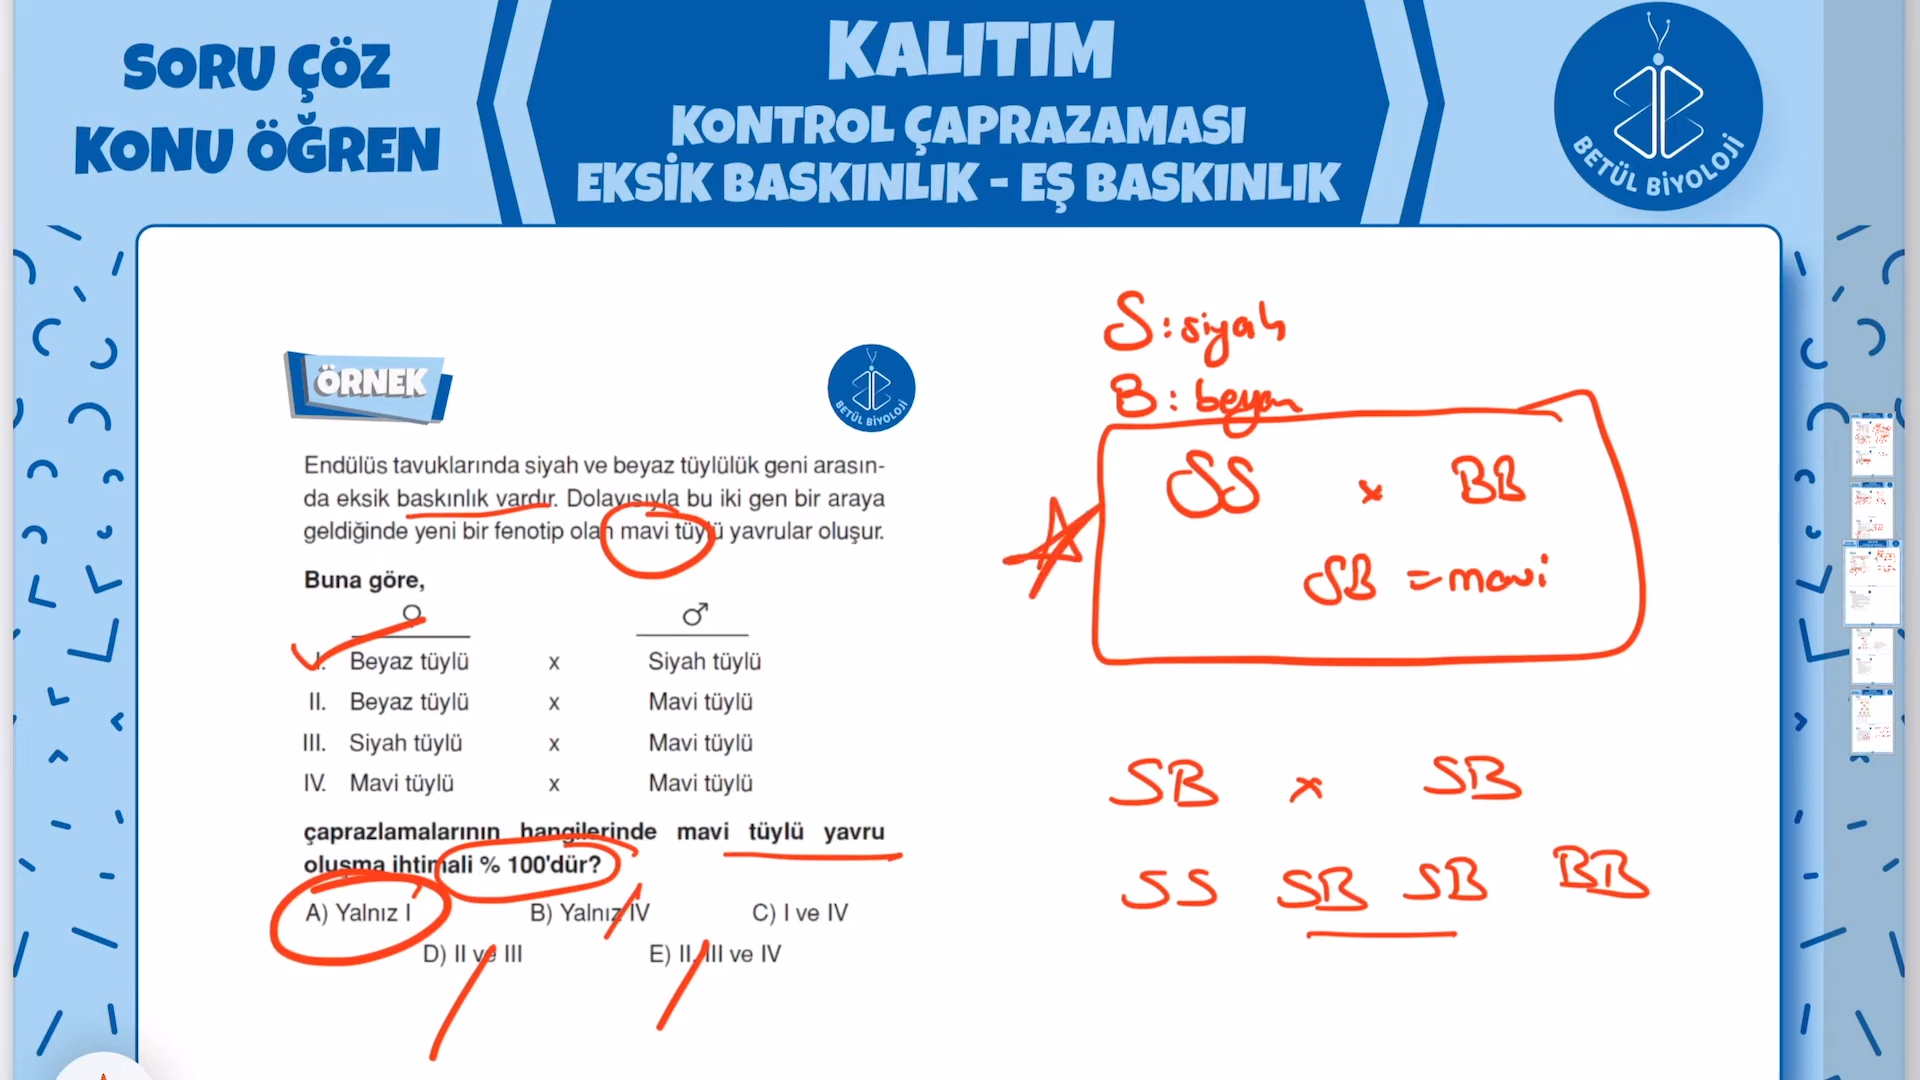 SORU ÇÖZ
KONU ÖĞREN
KALITIM
KONTROL ÇAPRAZAMASI
EKSİK BASKINLIK - EŞ BASKINLIK
BETÜL BİYOLOJİ
ÖRNEK
BETÜL BİYOLOJİ
Endülüs tavuklarında siyah ve beyaz tüylülük geni arasın-
da eksik baskınlık vardır. Dolayısıyla bu iki gen bir araya
geldiğinde yeni bir fenotip olan mavi tüylü yavrular oluşur.
Buna göre,
♀ ♂
I. Beyaz tüylü x Siyah tüylü
II. Beyaz tüylü x Mavi tüylü
III. Siyah tüylü x Mavi tüylü
IV. Mavi tüylü x Mavi tüylü
çaprazlamalarının hangilerinde mavi tüylü yavru
oluşma ihtimali % 100'dür?
A) Yalnız I B) Yalnız IV C) I ve IV
D) II ve III E) II, III ve IV
S: siyah
B: beyaz
SS x BB
SB = mavi
SB x SB
SS SB SB BB